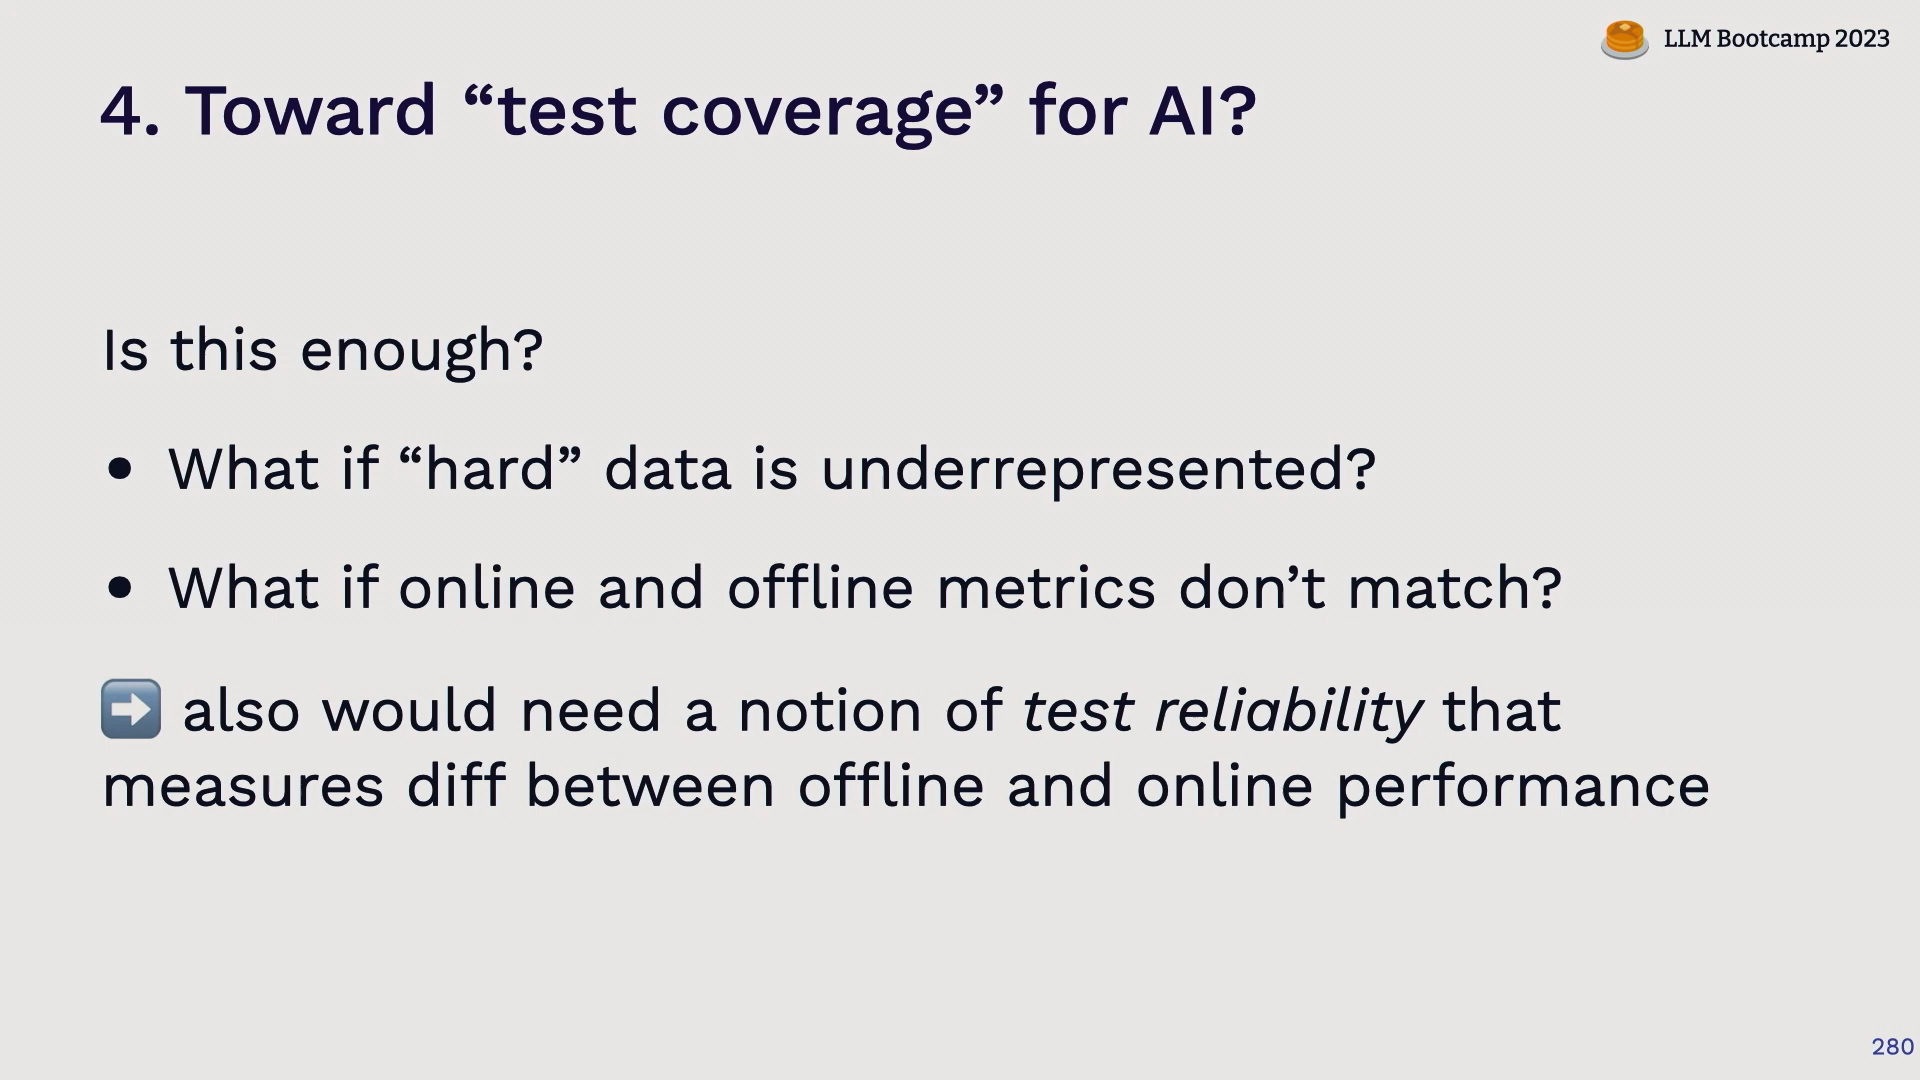 LLM Bootcamp 2023
4. Toward “test coverage” for AI?
Is this enough?
• What if “hard” data is underrepresented?
• What if online and offline metrics don’t match?
➡️ also would need a notion of test reliability that
measures diff between offline and online performance
280